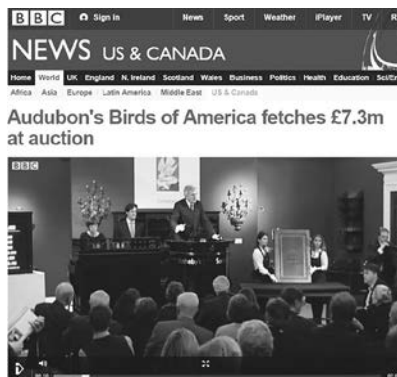 BBC Sign in News Sport Weather iPlayer TV
NEWS US & CANADA
Home World UK England N. Ireland Scotland Wales Business Politics Health Education Sci/En
Africa Asia Europe Latin America Middle East US & Canada
Audubon's Birds of America fetches £7.3m
at auction
BBC